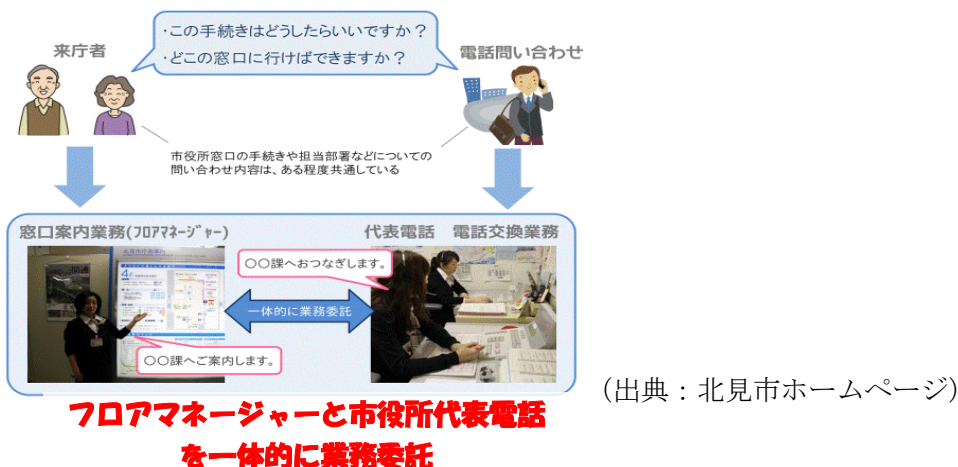 ・この手続きはどうしたらいいですか？
・どこの窓口に行けばできますか？
来庁者
電話問い合わせ
市役所窓口の手続きや担当部署などについての
問い合わせ内容は、ある程度共通している
窓口案内業務(ﾌﾛｱﾏﾈｰｼﾞｬｰ)
代表電話　電話交換業務
〇〇課へおつなぎします。
一体的に業務委託
〇〇課へご案内します。
フロアマネージャーと市役所代表電話
を一体的に業務委託
（出典：北見市ホームページ）